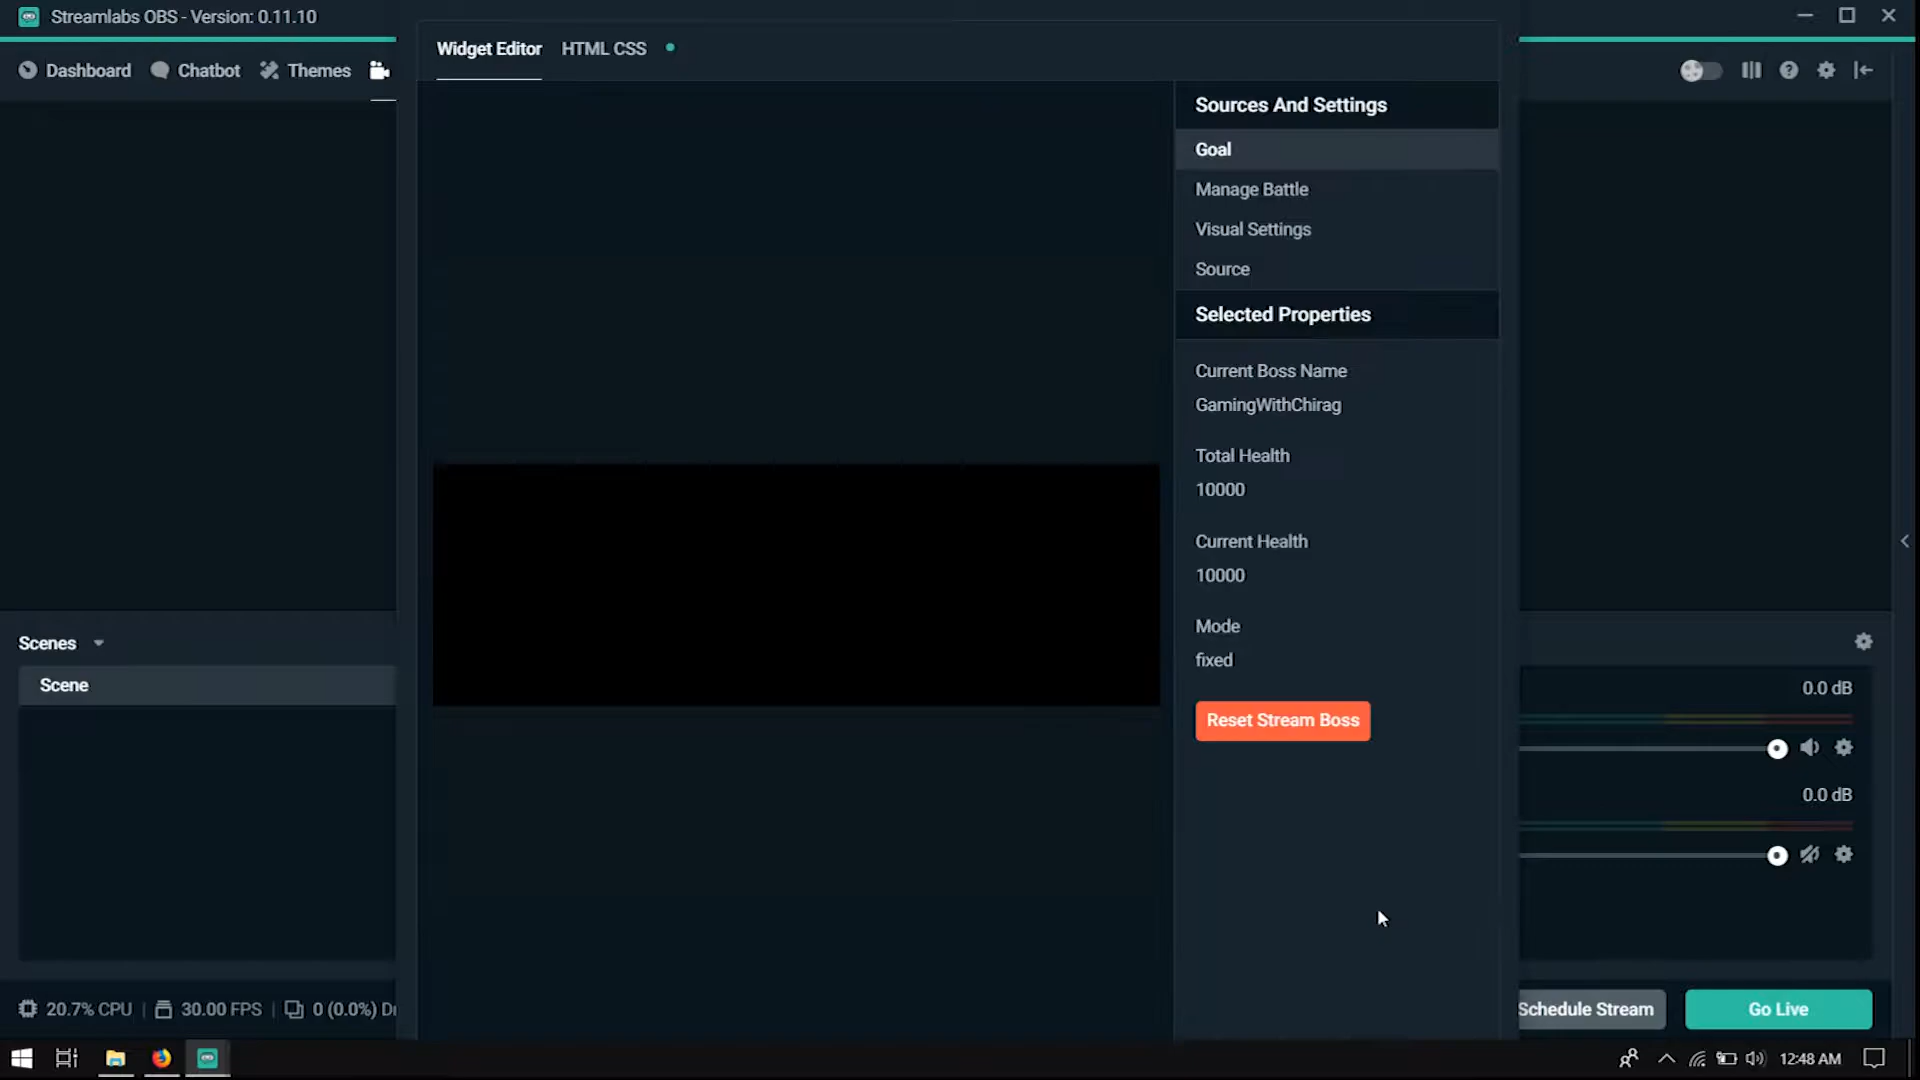 Streamlabs OBS - Version: 0.11.10
Dashboard
Chatbot
Themes
Widget Editor
HTML CSS
Sources And Settings
Goal
Manage Battle
Visual Settings
Source
Selected Properties
Current Boss Name
GamingWithChirag
Total Health
10000
Current Health
10000
Mode
fixed
Reset Stream Boss
Scenes
Scene
0.0 dB
0.0 dB
20.7% CPU
30.00 FPS
0 (0.0%) Dr
Schedule Stream
Go Live
12:48 AM